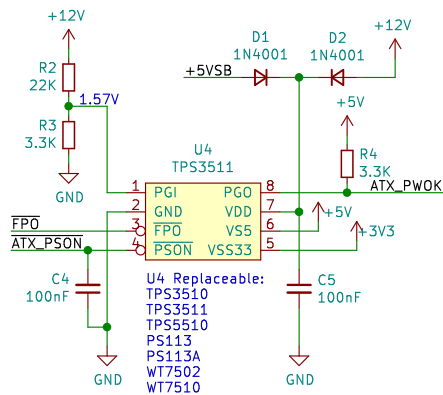 +12V
D1
1N4001
D2
1N4001
+12V
+5VSB
R2
22K
1.57V
R3
3.3K
GND
+5V
R4
3.3K
ATX_PWOK
U4
TPS3511
1 PGI PGO 8
2 GND VDD 7
3 FPO VS5 6
4 PSON VSS33 5
FPO
ATX_PSON
+5V
+3V3
C4
100nF
GND
C5
100nF
GND
U4 Replaceable:
TPS3510
TPS3511
TPS5510
PS113
PS113A
WT7502
WT7510